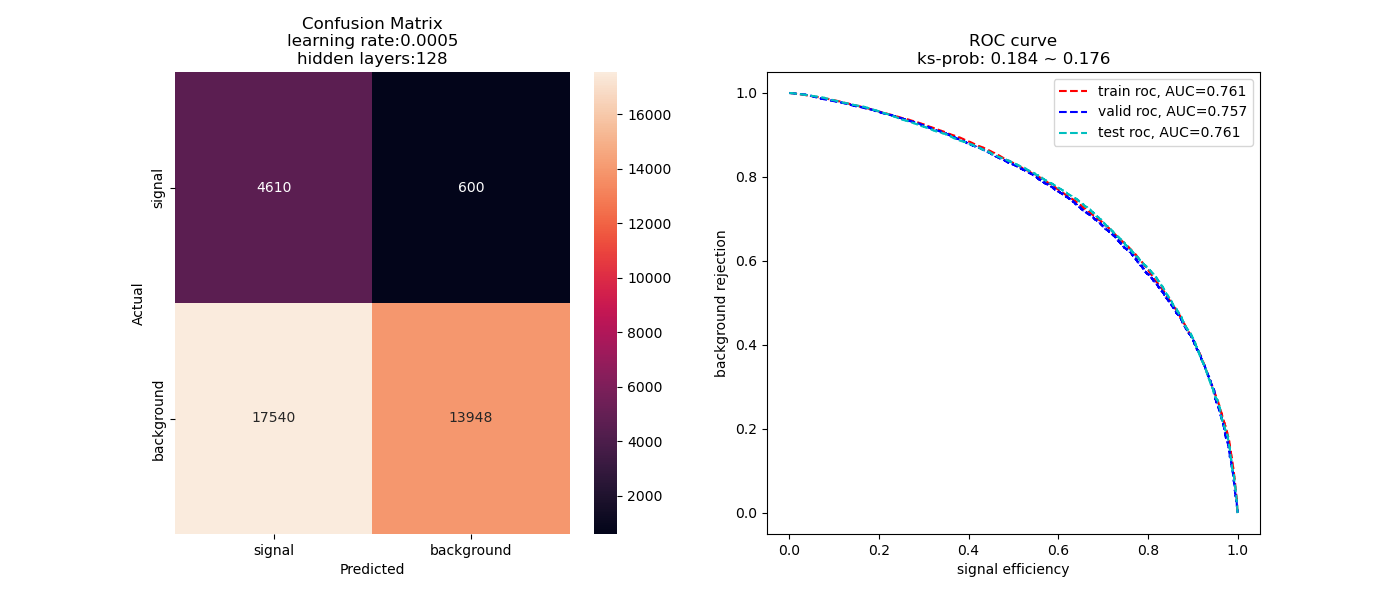 Confusion Matrix
learning rate:0.0005
hidden layers:128
signal
background
Actual
4610
600
17540
13948
signal
background
Predicted
16000
14000
12000
10000
8000
6000
4000
2000
ROC curve
ks-prob: 0.184 ~ 0.176
train roc, AUC=0.761
valid roc, AUC=0.757
test roc, AUC=0.761
background rejection
1.0
0.8
0.6
0.4
0.2
0.0
0.0 0.2 0.4 0.6 0.8 1.0
signal efficiency